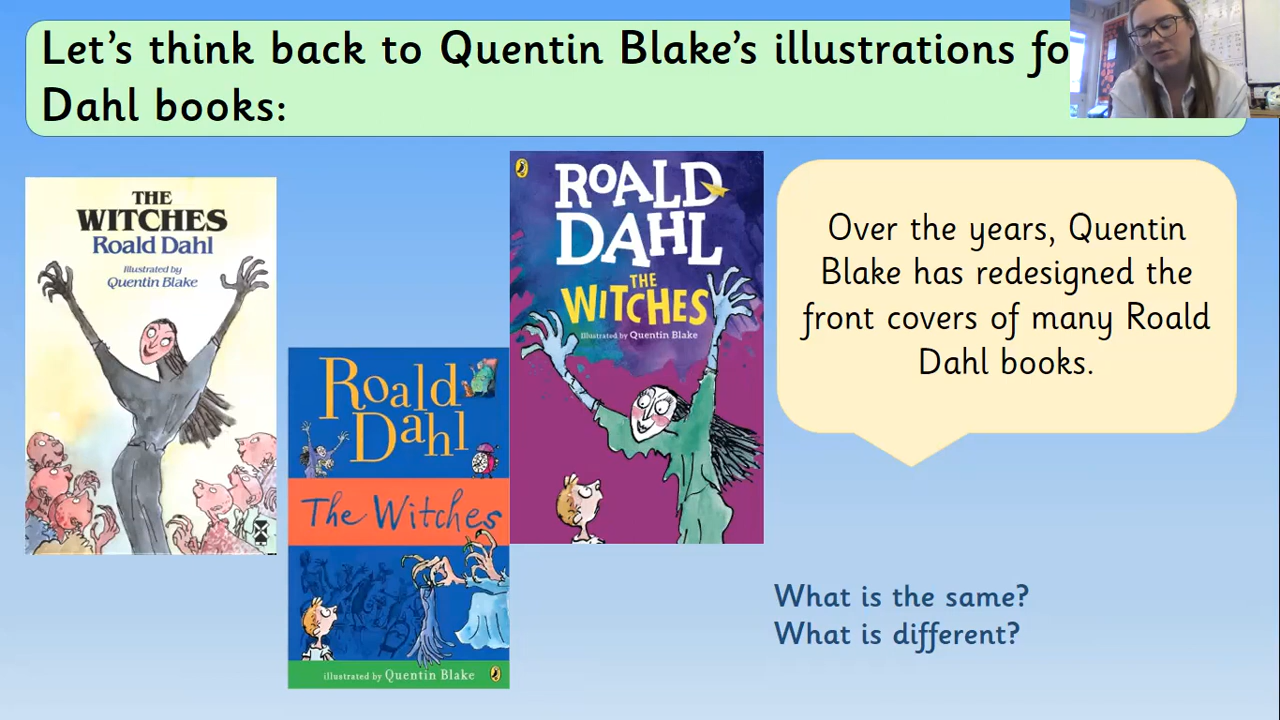 Let's think back to Quentin Blake's illustrations fo
Dahl books:
THE
WITCHES
Roald Dahl
Illustrated by
Quentin Blake
Roald
Dahl
The Witches
illustrated by Quentin Blake
ROALD
DAHL
THE
WITCHES
Illustrated by Quentin Blake
Over the years, Quentin
Blake has redesigned the
front covers of many Roald
Dahl books.
What is the same?
What is different?